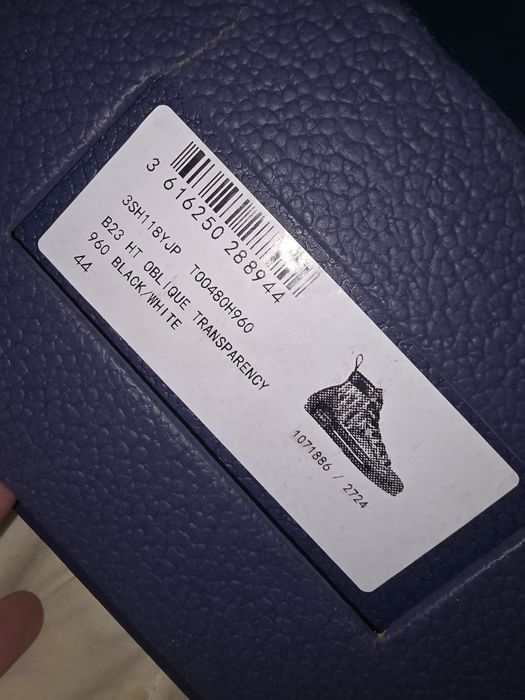 3 616250 288944
3SH118YJP T00480H960
B23 HT OBLIQUE TRANSPARENCY
960 BLACK/WHITE
44
1071886 / 2724